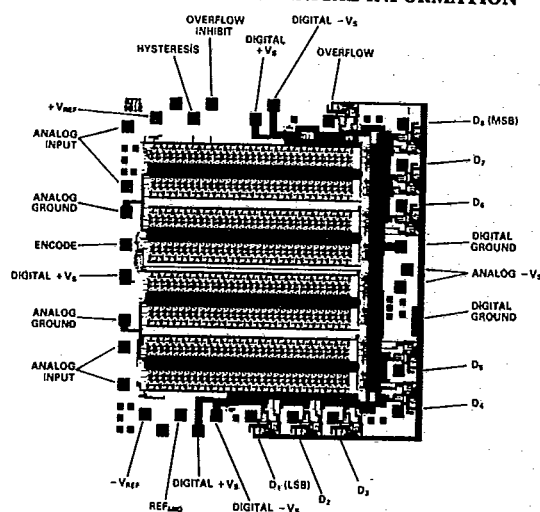 OVERFLOW
INHIBIT
DIGITAL −VS
HYSTERESIS
DIGITAL
+VS
OVERFLOW
+VREF
ANALOG
INPUT
ANALOG
GROUND
ENCODE
DIGITAL +VS
ANALOG
GROUND
ANALOG
INPUT
D8 (MSB)
D7
D6
DIGITAL
GROUND
ANALOG −VS
DIGITAL
GROUND
D5
D4
−VREF
DIGITAL +VS
D1 (LSB)
D3
D2
REFMID
DIGITAL −VS